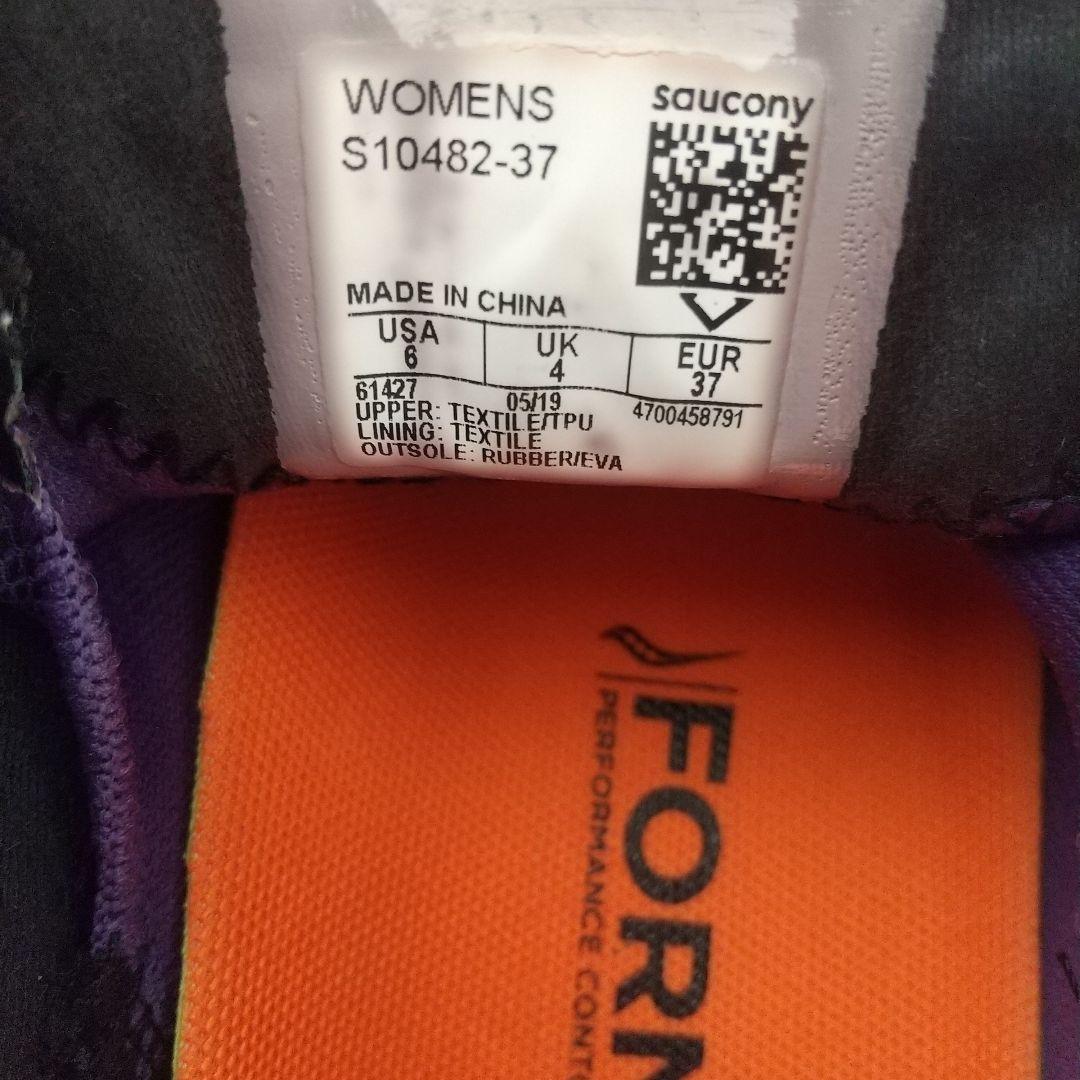 WOMENS
S10482-37
saucony
MADE IN CHINA
USA UK EUR
6 4 37
61427 05/19 4700458791
UPPER: TEXTILE/TPU
LINING: TEXTILE
OUTSOLE: RUBBER/EVA
FORM
PERFORMANCE CONT